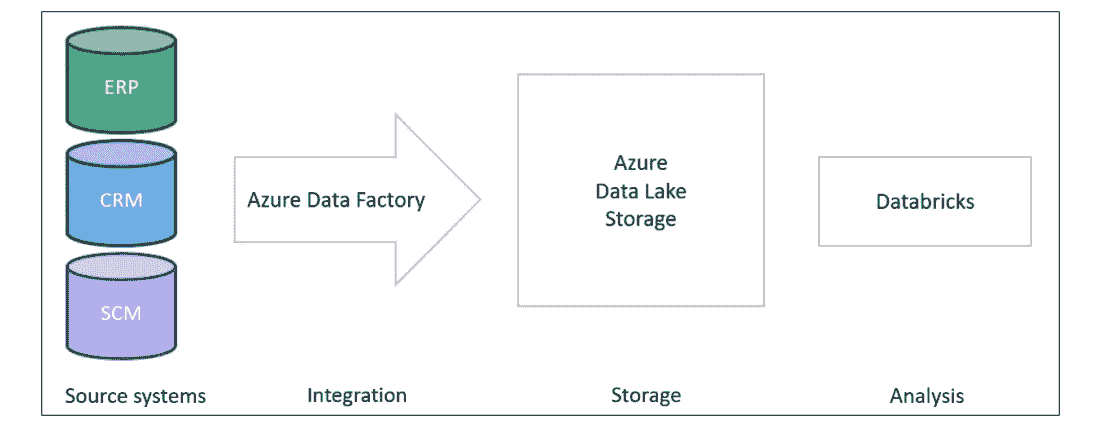 ERP
CRM
SCM
Azure Data Factory
Azure
Data Lake
Storage
Databricks
Source systems
Integration
Storage
Analysis